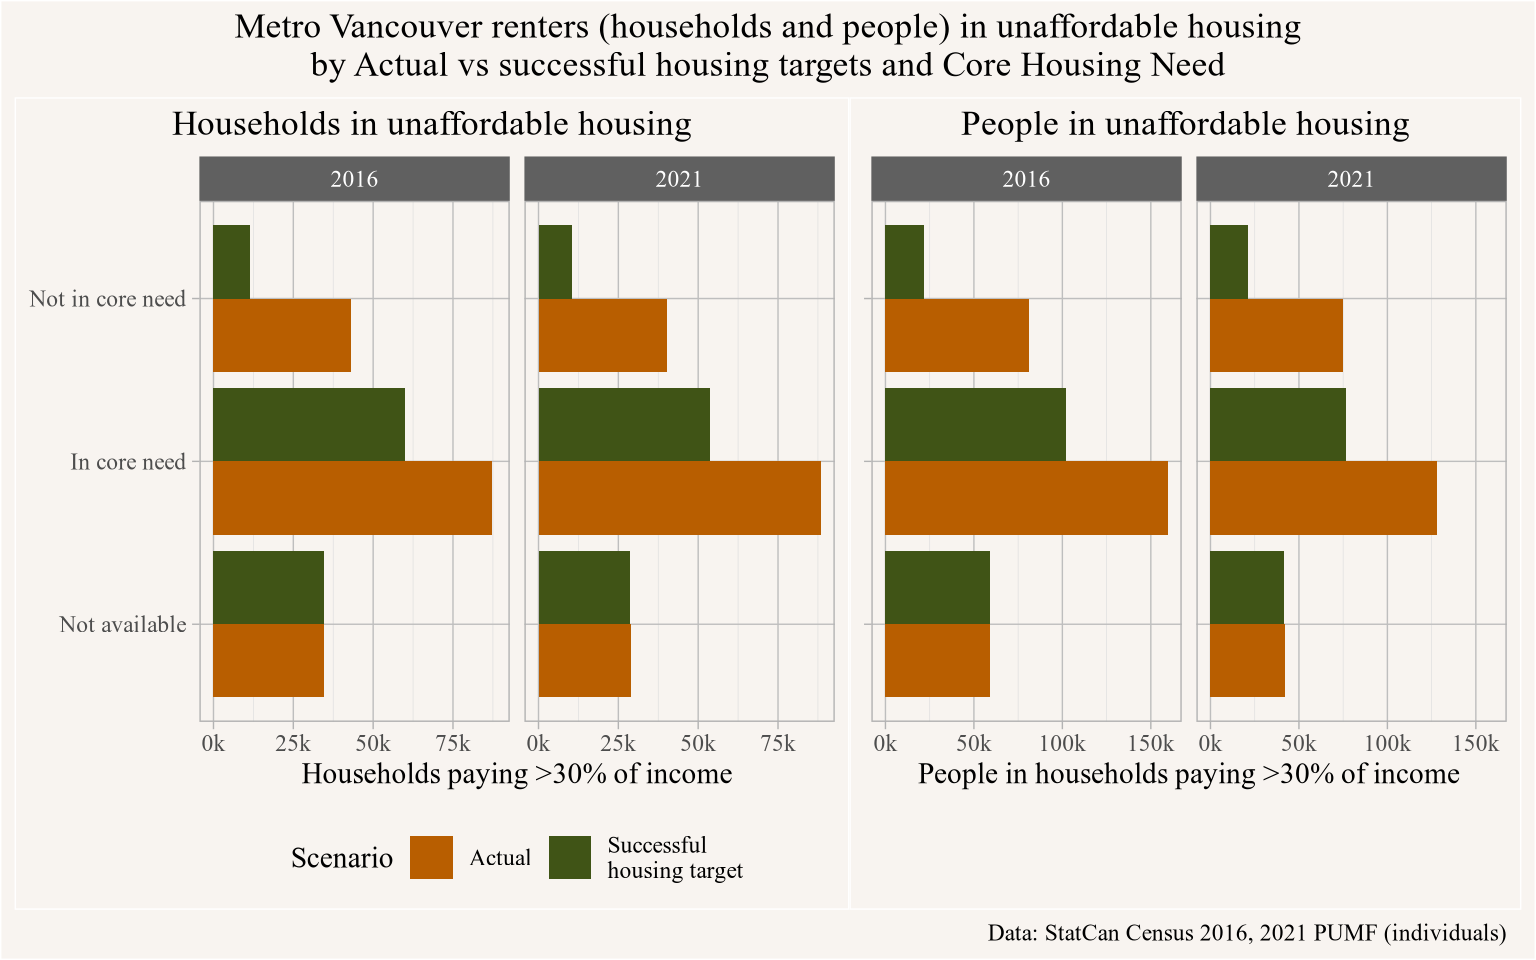 Metro Vancouver renters (households and people) in unaffordable housing
by Actual vs successful housing targets and Core Housing Need
Households in unaffordable housing
2016
2021
Not in core need
In core need
Not available
0k
25k
50k
75k
0k
25k
50k
75k
Households paying >30% of income
People in unaffordable housing
2016
2021
0k
50k
100k
150k
0k
50k
100k
150k
People in households paying >30% of income
Scenario
Actual
Successful
housing target
Data: StatCan Census 2016, 2021 PUMF (individuals)